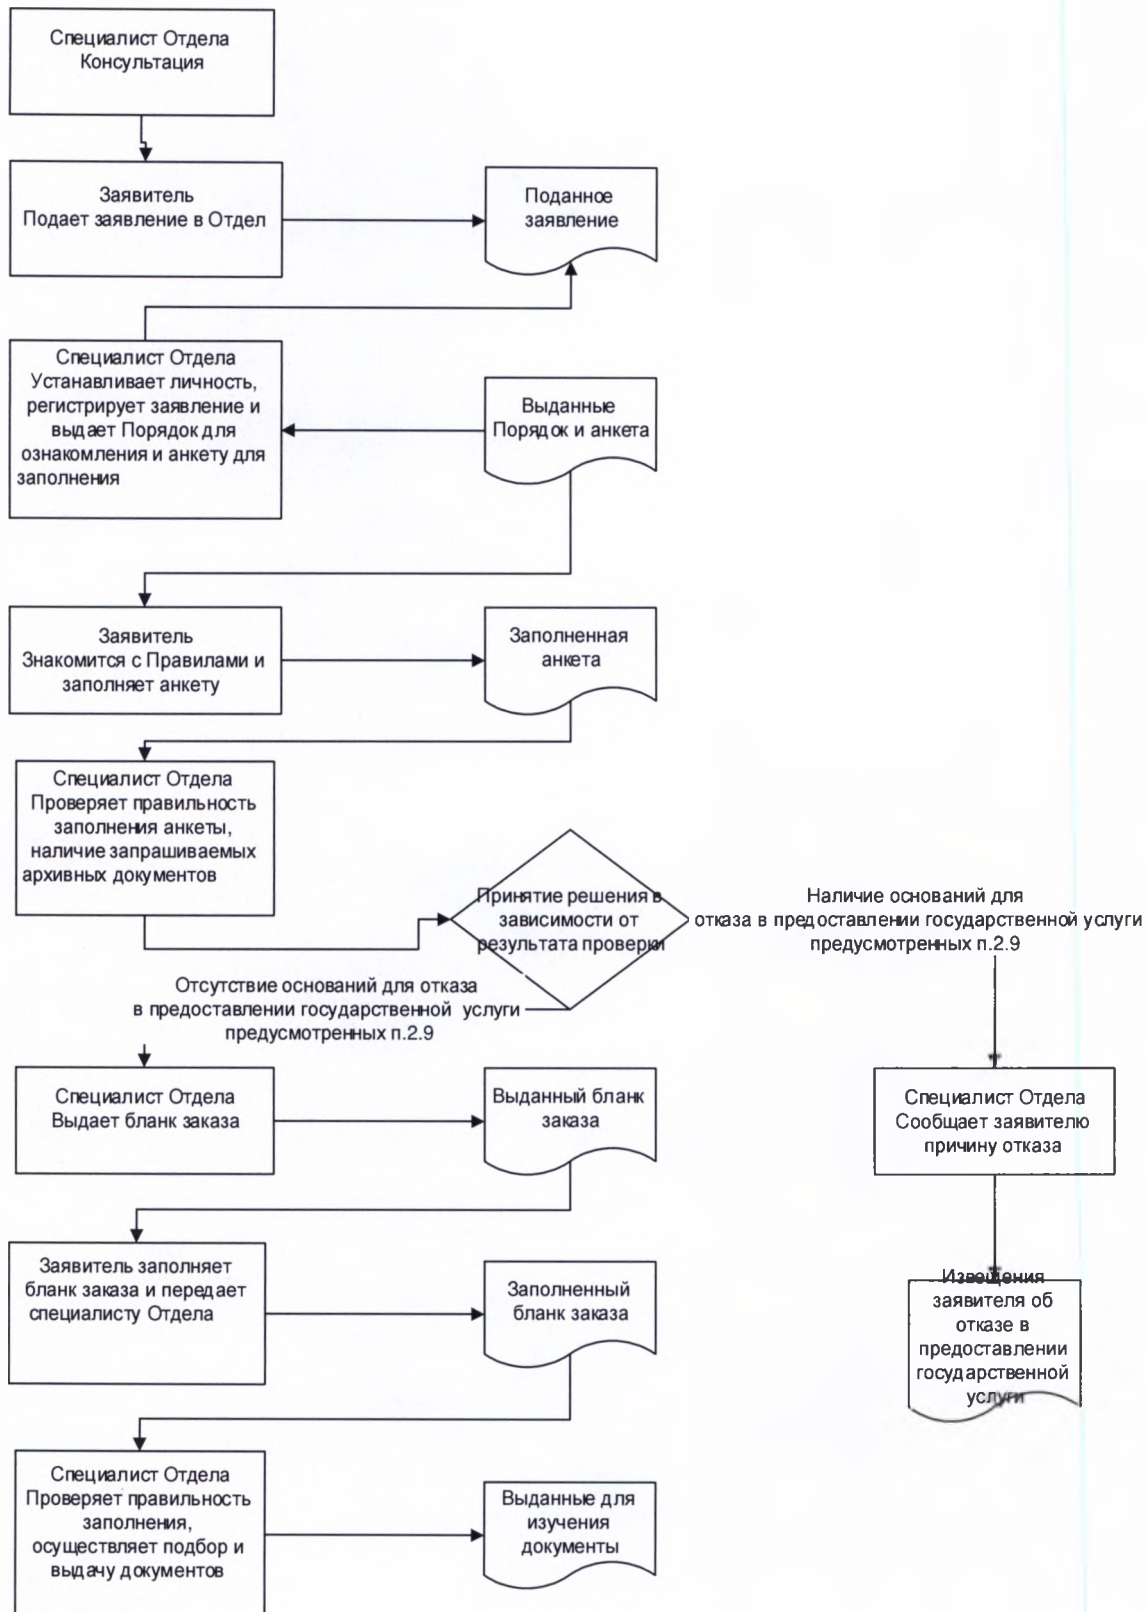 Специалист Отдела
Консультация
Заявитель
Подает заявление в Отдел
Поданное
заявление
Специалист Отдела
Устанавливает личность,
регистрирует заявление и
выдает Порядок для
ознакомления и анкету для
заполнения
Выданные
Порядок и анкета
Заявитель
Знакомится с Правилами и
заполняет анкету
Заполненная
анкета
Специалист Отдела
Проверяет правильность
заполнения анкеты,
наличие запрашиваемых
архивных документов
Принятие решения в
зависимости от
результата проверки
Наличие оснований для
отказа в предоставлении государственной услуги
предусмотренных п.2.9
Отсутствие оснований для отказа
в предоставлении государственной услуги
предусмотренных п.2.9
Специалист Отдела
Выдает бланк заказа
Выданный бланк
заказа
Специалист Отдела
Сообщает заявителю
причину отказа
Заявитель заполняет
бланк заказа и передает
специалисту Отдела
Заполненный
бланк заказа
Извещения
заявителя об
отказе в
предоставлении
государственной
услуги
Специалист Отдела
Проверяет правильность
заполнения,
осуществляет подбор и
выдачу документов
Выданные для
изучения
документы